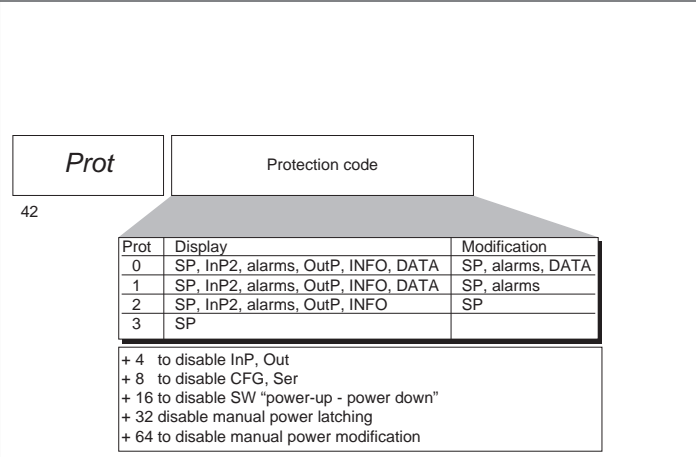 Prot
Protection code
42
Prot Display Modification
0 SP, InP2, alarms, OutP, INFO, DATA SP, alarms, DATA
1 SP, InP2, alarms, OutP, INFO, DATA SP, alarms
2 SP, InP2, alarms, OutP, INFO SP
3 SP
+ 4 to disable InP, Out
+ 8 to disable CFG, Ser
+ 16 to disable SW “power-up - power down”
+ 32 disable manual power latching
+ 64 to disable manual power modification